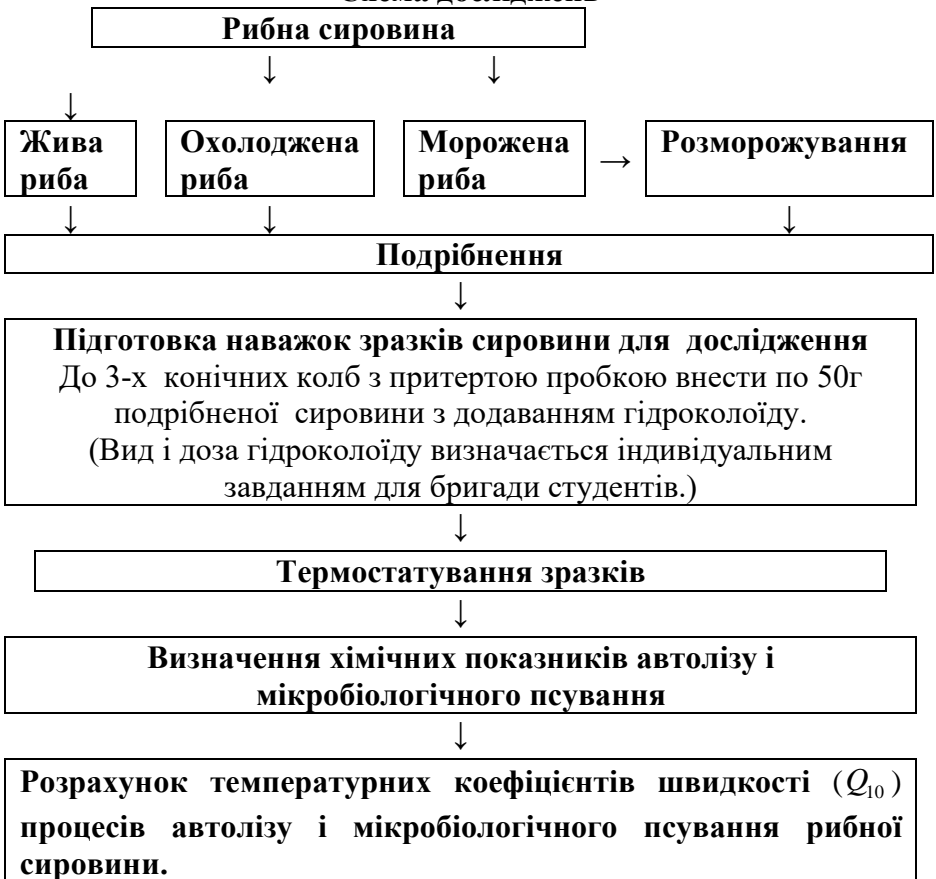 Схема досліджень
Рибна сировина
↓ ↓
↓
Жива
риба
Охолоджена
риба
Морожена
риба
→
Розморожування
↓ ↓ ↓
Подрібнення
↓
Підготовка наважок зразків сировини для дослідження
До 3-х конічних колб з притертою пробкою внести по 50г
подрібненої сировини з додаванням гідроколоїду.
(Вид і доза гідроколоїду визначається індивідуальним
завданням для бригади студентів.)
↓
Термостатування зразків
↓
Визначення хімічних показників автолізу і
мікробіологічного псування
↓
Розрахунок температурних коефіцієнтів швидкості (Q₁₀)
процесів автолізу і мікробіологічного псування рибної
сировини.